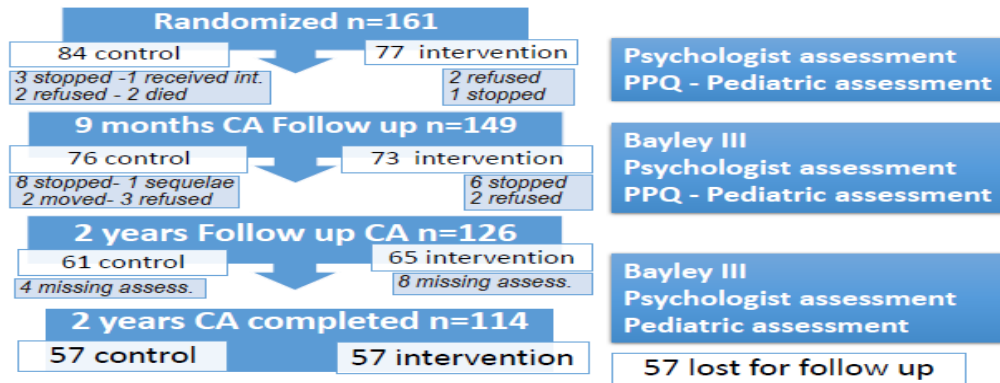 Randomized n=161
84 control
77 intervention
3 stopped -1 received int.
2 refused - 2 died
2 refused
1 stopped
Psychologist assessment
PPQ - Pediatric assessment
9 months CA Follow up n=149
76 control
73 intervention
8 stopped- 1 sequelae
2 moved- 3 refused
6 stopped
2 refused
Bayley III
Psychologist assessment
PPQ - Pediatric assessment
2 years Follow up CA n=126
61 control
65 intervention
4 missing assess.
8 missing assess.
Bayley III
Psychologist assessment
Pediatric assessment
2 years CA completed n=114
57 control
57 intervention
57 lost for follow up